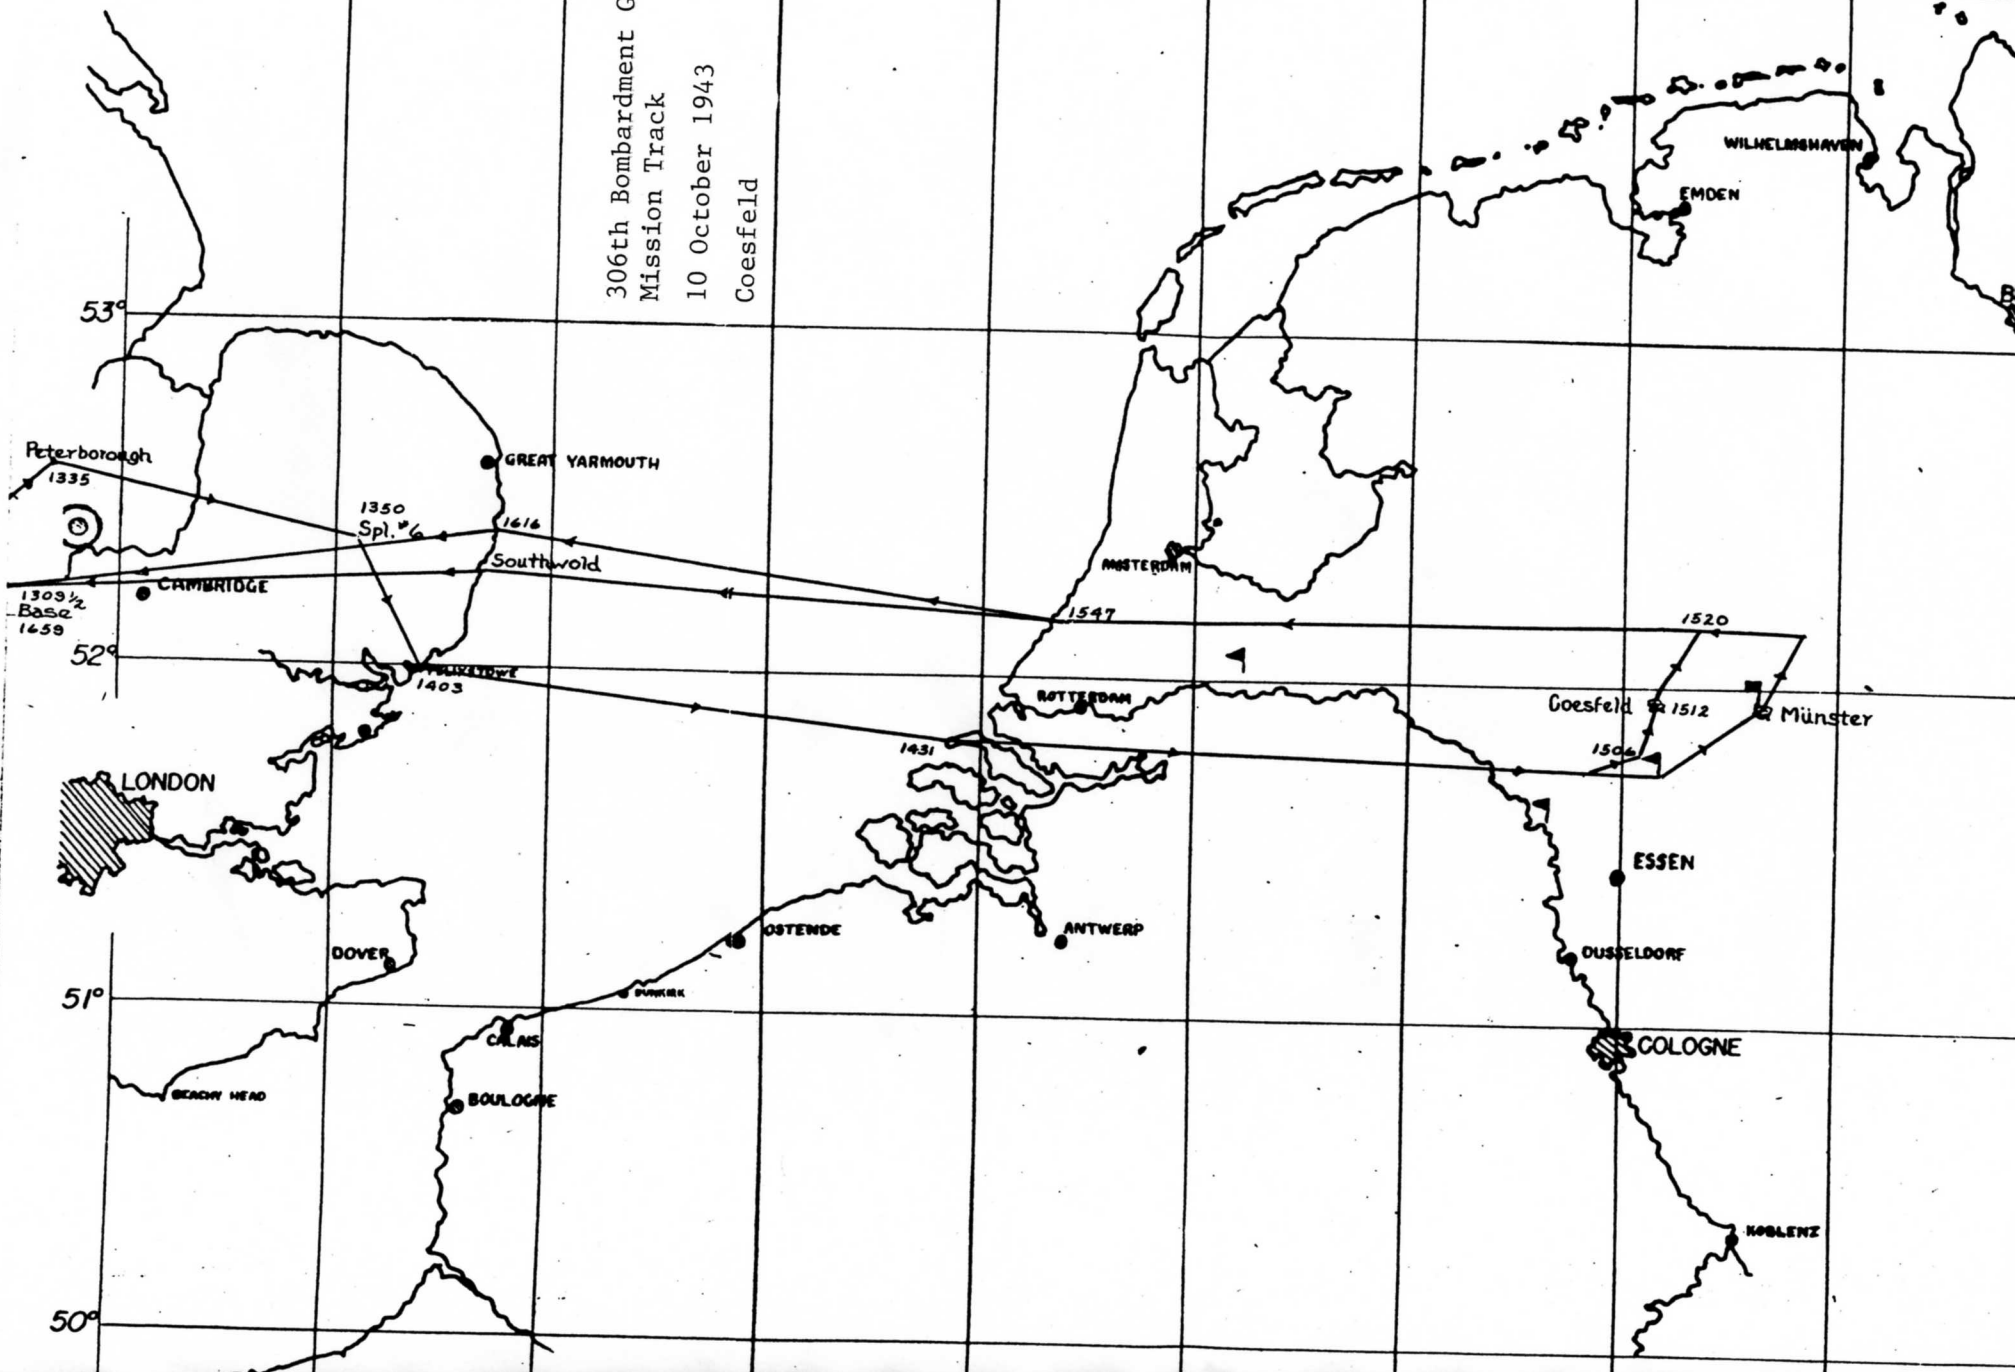 306th Bombardment G
Mission Track
10 October 1943
Coesfeld
WILHELMSHAVEN
EMDEN
B
53°
Peterborough
1335
GREAT YARMOUTH
1350
Spl. #6
1616
Southwold
AMSTERDAM
CAMBRIDGE
1309½
Base
1659
1547
1520
52°
FELIXSTOWE
1403
ROTTERDAM
Coesfeld
1512
Münster
1431
1506
LONDON
ESSEN
DOVER
OSTENDE
ANTWERP
DUSSELDORF
51°
DUNKIRK
CALAIS
COLOGNE
BEACHY HEAD
BOULOGNE
KOBLENZ
50°